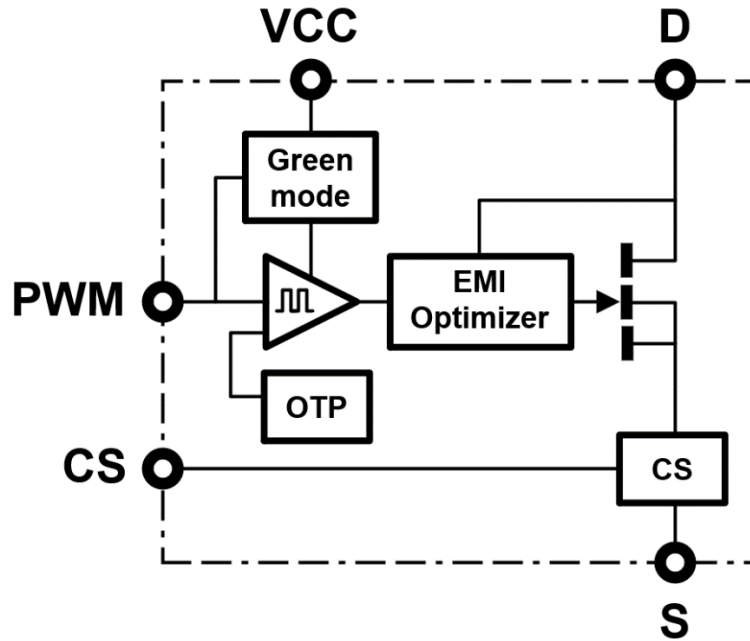 VCC
D
Green
mode
PWM
EMI
Optimizer
OTP
CS
CS
S